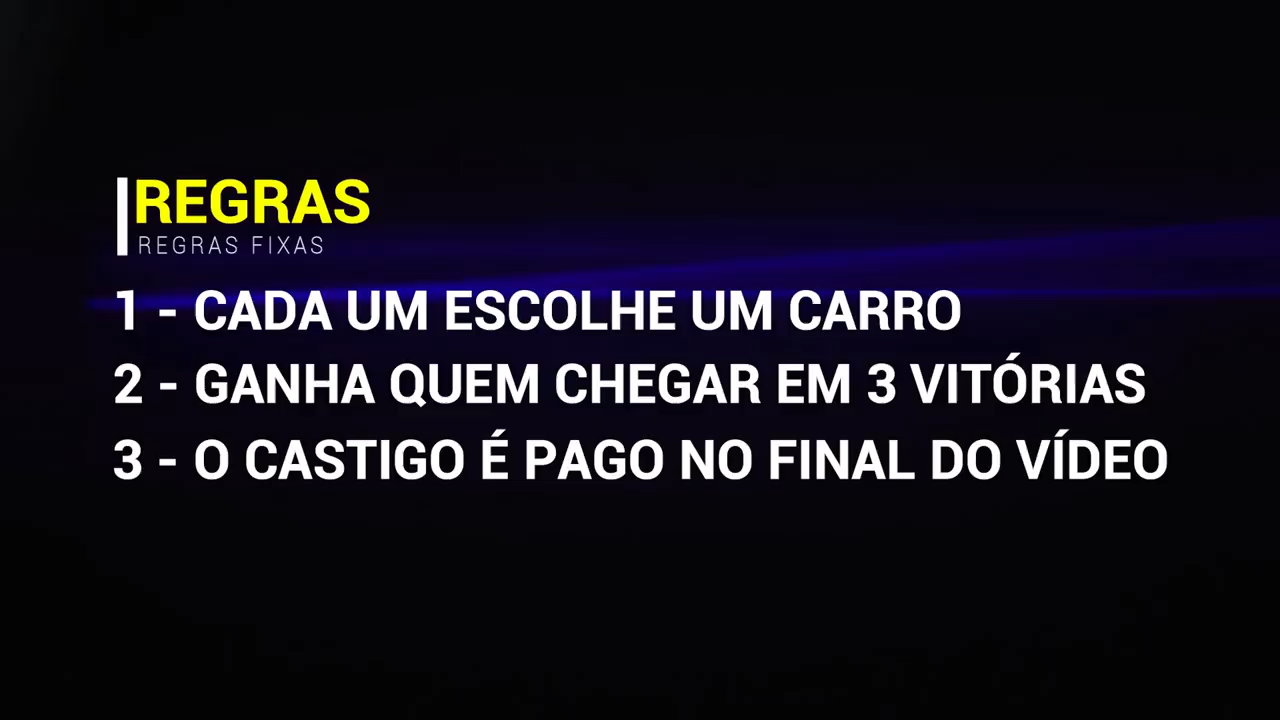 REGRAS
REGRAS FIXAS
1 - CADA UM ESCOLHE UM CARRO
2 - GANHA QUEM CHEGAR EM 3 VITÓRIAS
3 - O CASTIGO É PAGO NO FINAL DO VÍDEO